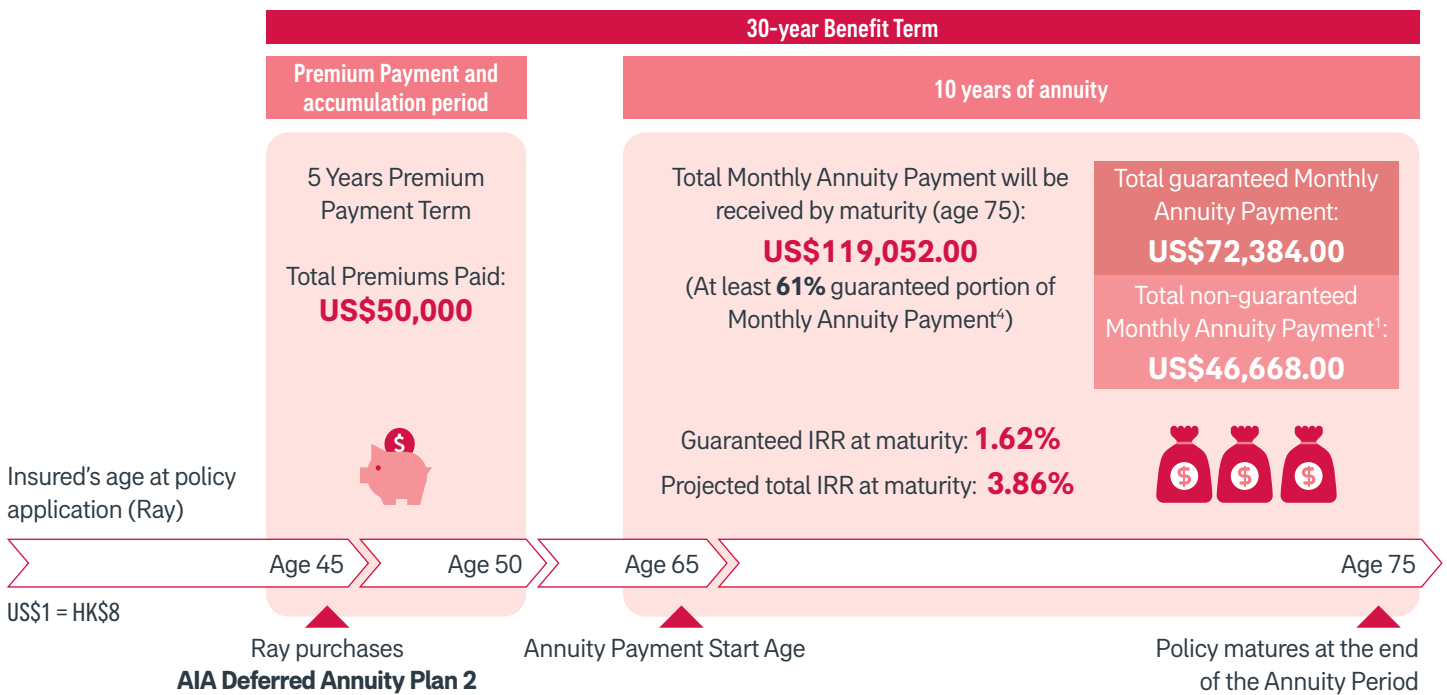 30-year Benefit Term
Premium Payment and
accumulation period
10 years of annuity
5 Years Premium
Payment Term
Total Premiums Paid:
US$50,000
Total Monthly Annuity Payment will be
received by maturity (age 75):
US$119,052.00
(At least 61% guaranteed portion of
Monthly Annuity Payment⁴)
Total guaranteed Monthly
Annuity Payment:
US$72,384.00
Total non-guaranteed
Monthly Annuity Payment¹:
US$46,668.00
Guaranteed IRR at maturity: 1.62%
Projected total IRR at maturity: 3.86%
$
$ $ $
Insured's age at policy
application (Ray)
Age 45
Age 50
Age 65
Age 75
US$1 = HK$8
Ray purchases
AIA Deferred Annuity Plan 2
Annuity Payment Start Age
Policy matures at the end
of the Annuity Period